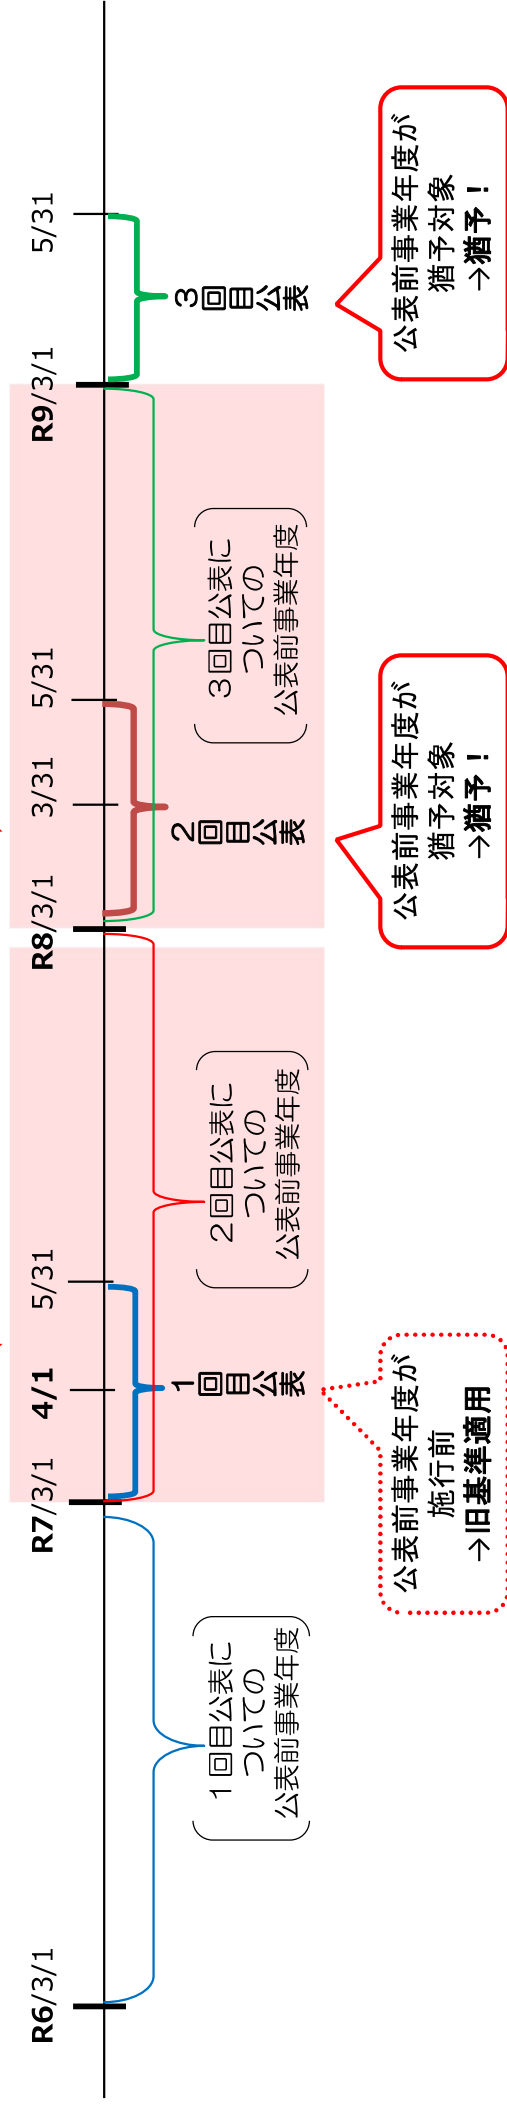 R6/3/1
R7/3/1
4/1
5/31
R8/3/1
3/31
5/31
R9/3/1
5/31
１回目公表に
ついての
公表前事業年度
１回目公表
２回目公表に
ついての
公表前事業年度
２回目公表
３回目公表に
ついての
公表前事業年度
３回目公表
公表前事業年度が
施行前
→旧基準適用
公表前事業年度が
猶予対象
→猶予！
公表前事業年度が
猶予対象
→猶予！